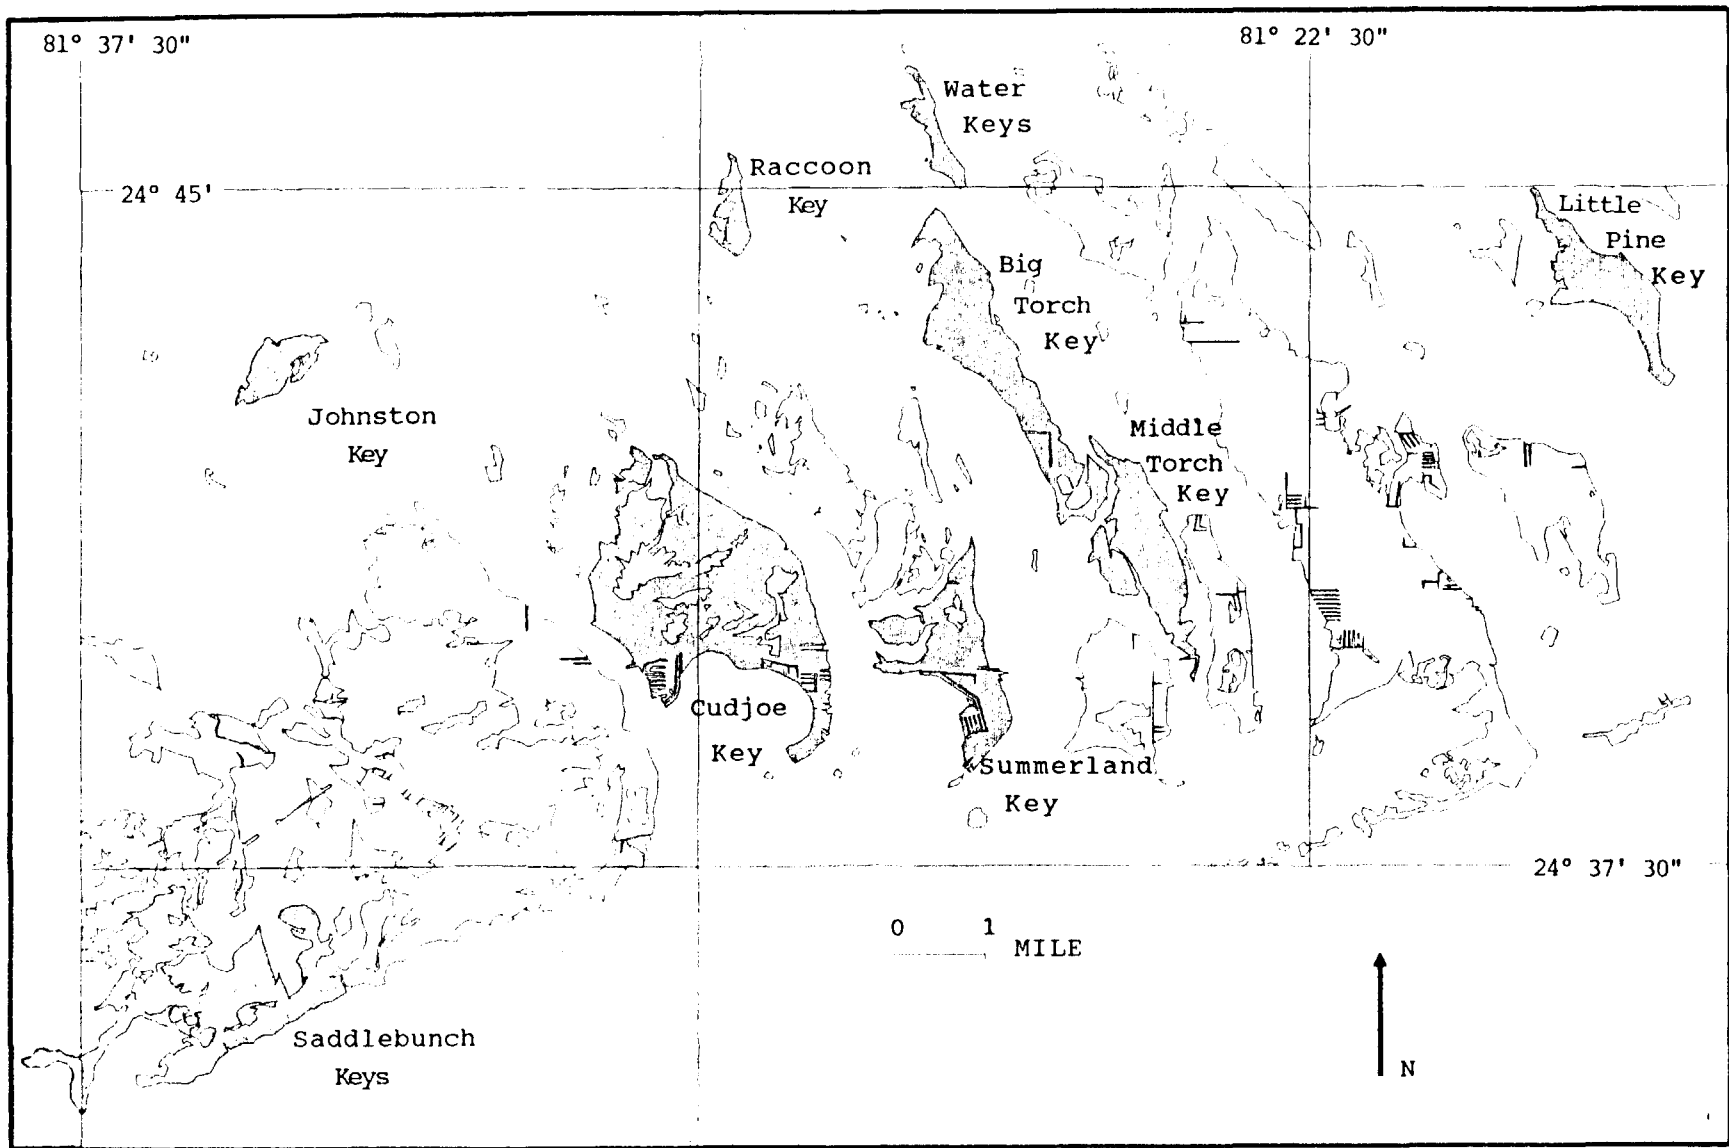 81° 37' 30"
81° 22' 30"
Water
Keys
Raccoon
Key
24° 45'
Little
Pine
Key
Big
Torch
Key
Johnston
Key
Middle
Torch
Key
Cudjoe
Key
Summerland
Key
24° 37' 30"
0 1
MILE
Saddlebunch
Keys
N